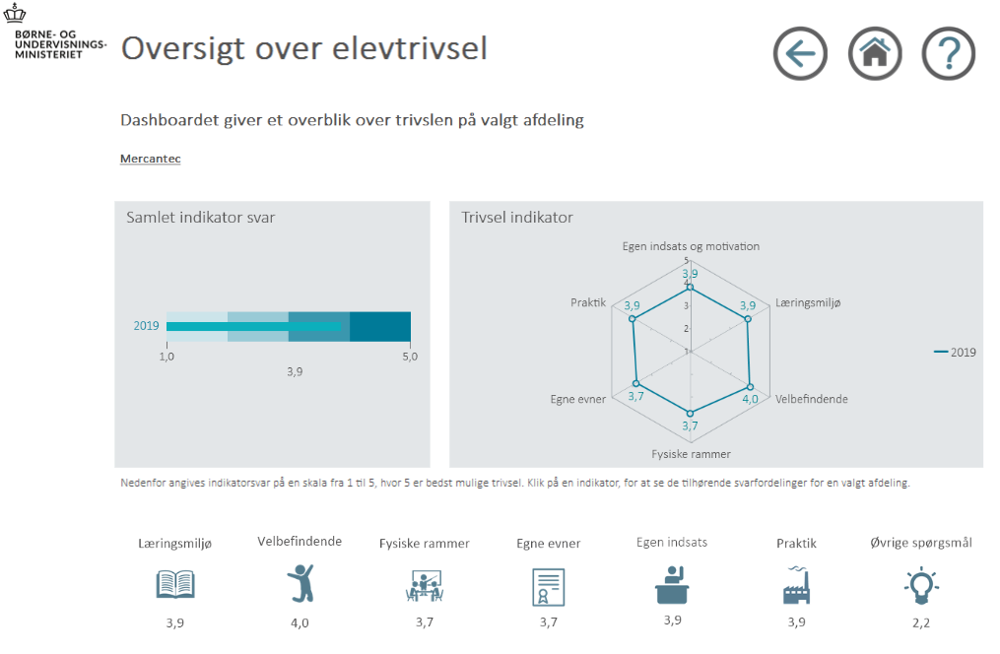 BØRNE- OG
UNDERVISNINGS-
MINISTERIET
Oversigt over elevtrivsel
Dashboardet giver et overblik over trivslen på valgt afdeling
Mercantec
Samlet indikator svar
2019
1,0
5,0
3,9
Trivsel indikator
Egen indsats og motivation
5
3,9
4
Praktik
3,9
3,9
Læringsmiljø
3
2
1
2019
Egne evner
3,7
4,0
Velbefindende
3,7
Fysiske rammer
Nedenfor angives indikatorsvar på en skala fra 1 til 5, hvor 5 er bedst mulige trivsel. Klik på en indikator, for at se de tilhørende svarfordelinger for en valgt afdeling.
Læringsmiljø
Velbefindende
Fysiske rammer
Egne evner
Egen indsats
Praktik
Øvrige spørgsmål
3,9
4,0
3,7
3,7
3,9
3,9
2,2